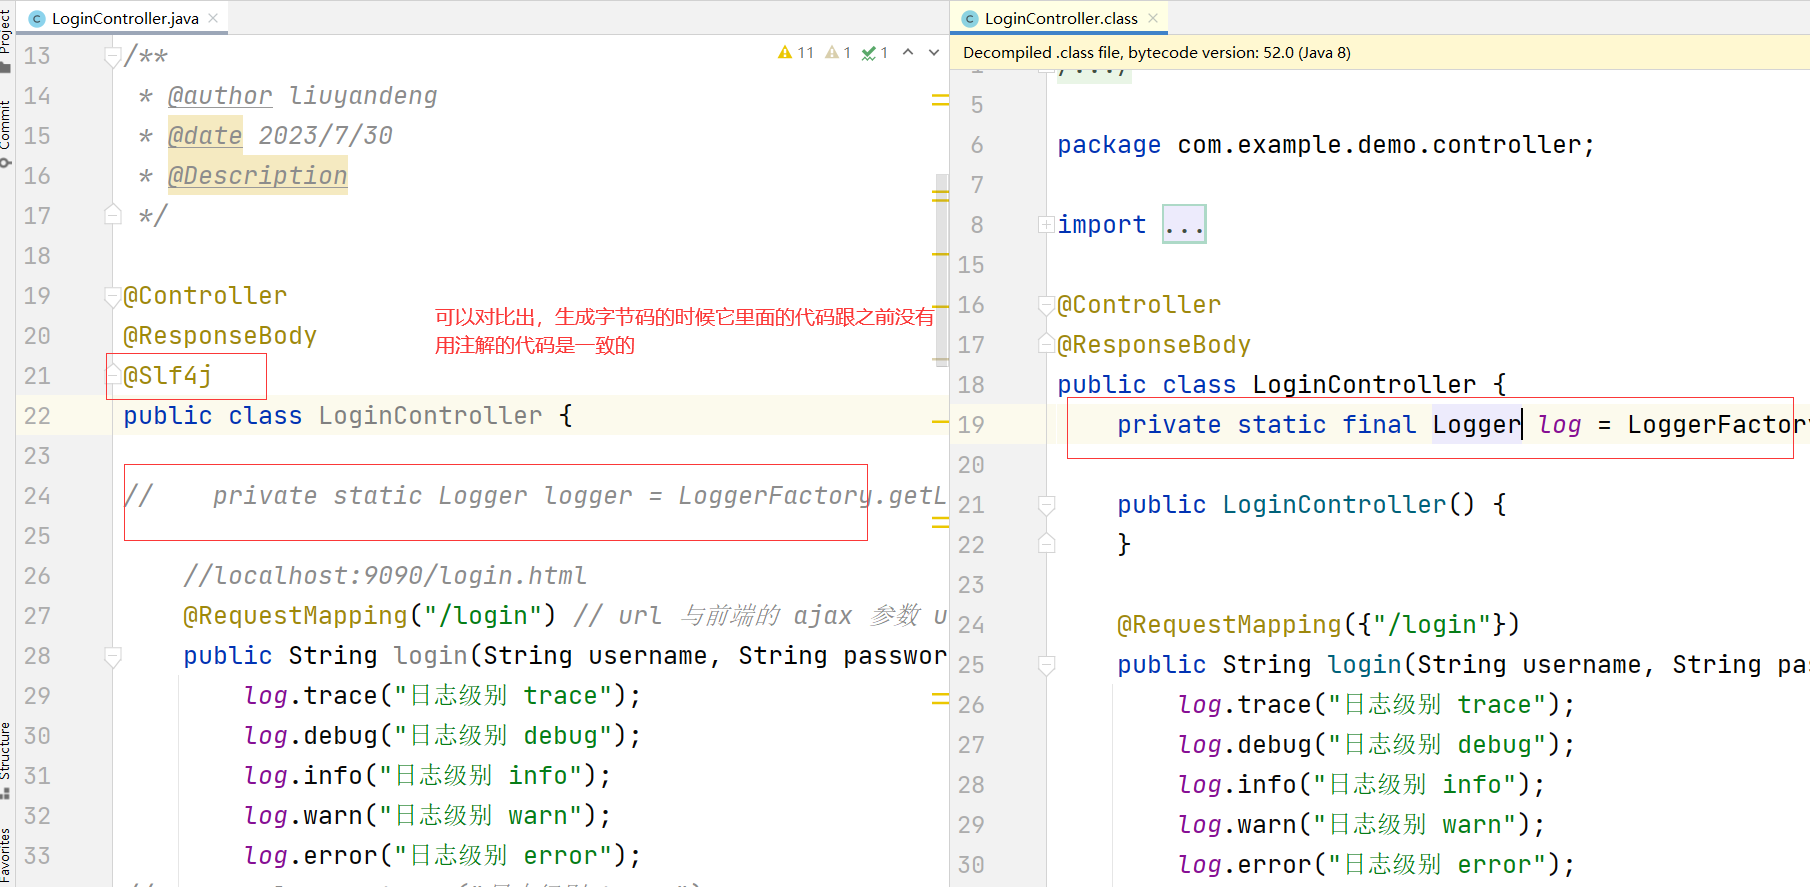 LoginController.java
11 1 1
13 /**
14 * @author liuyandeng
15 * @date 2023/7/30
16 * @Description
17 */
18
19 @Controller
20 @ResponseBody
21 @Slf4j
22 public class LoginController {
23
24 //    private static Logger logger = LoggerFactory.getL
25
26 //localhost:9090/login.html
27 @RequestMapping("/login") // url 与前端的 ajax 参数 u
28 public String login(String username, String passwor
29 log.trace("日志级别 trace");
30 log.debug("日志级别 debug");
31 log.info("日志级别 info");
32 log.warn("日志级别 warn");
33 log.error("日志级别 error");
可以对比出，生成字节码的时候它里面的代码跟之前没有
用注解的代码是一致的
Project
Commit
Structure
Favorites
LoginController.class
Decompiled .class file, bytecode version: 52.0 (Java 8)
5
6 package com.example.demo.controller;
7
8 import ...
15
16 @Controller
17 @ResponseBody
18 public class LoginController {
19 private static final Logger log = LoggerFactory
20
21 public LoginController() {
22 }
23
24 @RequestMapping({"/login"})
25 public String login(String username, String pas
26 log.trace("日志级别 trace");
27 log.debug("日志级别 debug");
28 log.info("日志级别 info");
29 log.warn("日志级别 warn");
30 log.error("日志级别 error");